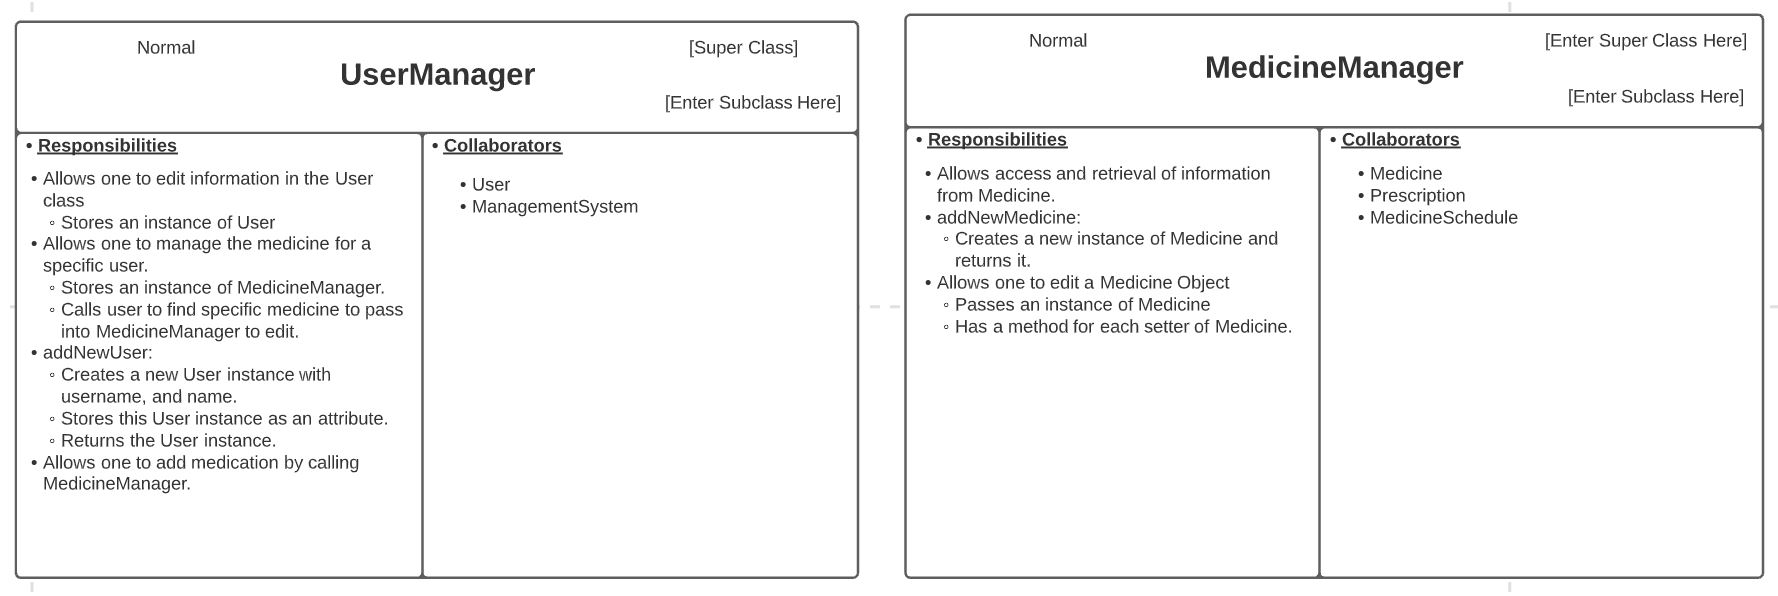 Normal
[Super Class]
UserManager
[Enter Subclass Here]
• Responsibilities
• Allows one to edit information in the User
class
◦ Stores an instance of User
• Allows one to manage the medicine for a
specific user.
◦ Stores an instance of MedicineManager.
◦ Calls user to find specific medicine to pass
into MedicineManager to edit.
• addNewUser:
◦ Creates a new User instance with
username, and name.
◦ Stores this User instance as an attribute.
◦ Returns the User instance.
• Allows one to add medication by calling
MedicineManager.
• Collaborators
• User
• ManagementSystem
Normal
[Enter Super Class Here]
MedicineManager
[Enter Subclass Here]
• Responsibilities
• Allows access and retrieval of information
from Medicine.
• addNewMedicine:
◦ Creates a new instance of Medicine and
returns it.
• Allows one to edit a Medicine Object
◦ Passes an instance of Medicine
◦ Has a method for each setter of Medicine.
• Collaborators
• Medicine
• Prescription
• MedicineSchedule